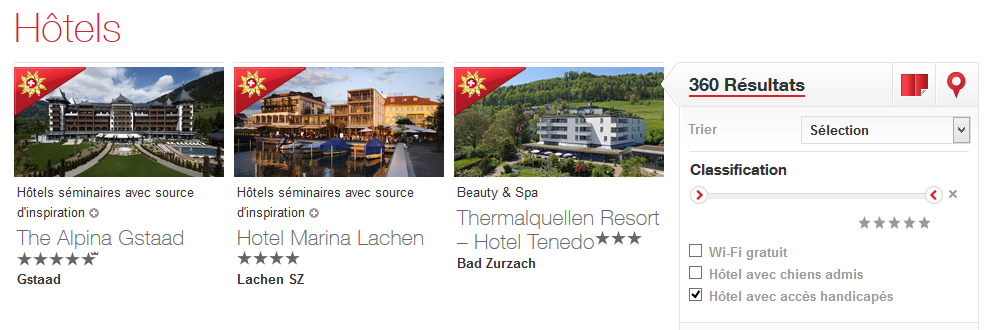 Hôtels
Hôtels séminaires avec source
d'inspiration
The Alpina Gstaad
Gstaad
Hôtels séminaires avec source
d'inspiration
Hotel Marina Lachen
Lachen SZ
Beauty & Spa
Thermalquellen Resort
– Hotel Tenedo
Bad Zurzach
360 Résultats
Trier Sélection
Classification
Wi-Fi gratuit
Hôtel avec chiens admis
Hôtel avec accès handicapés